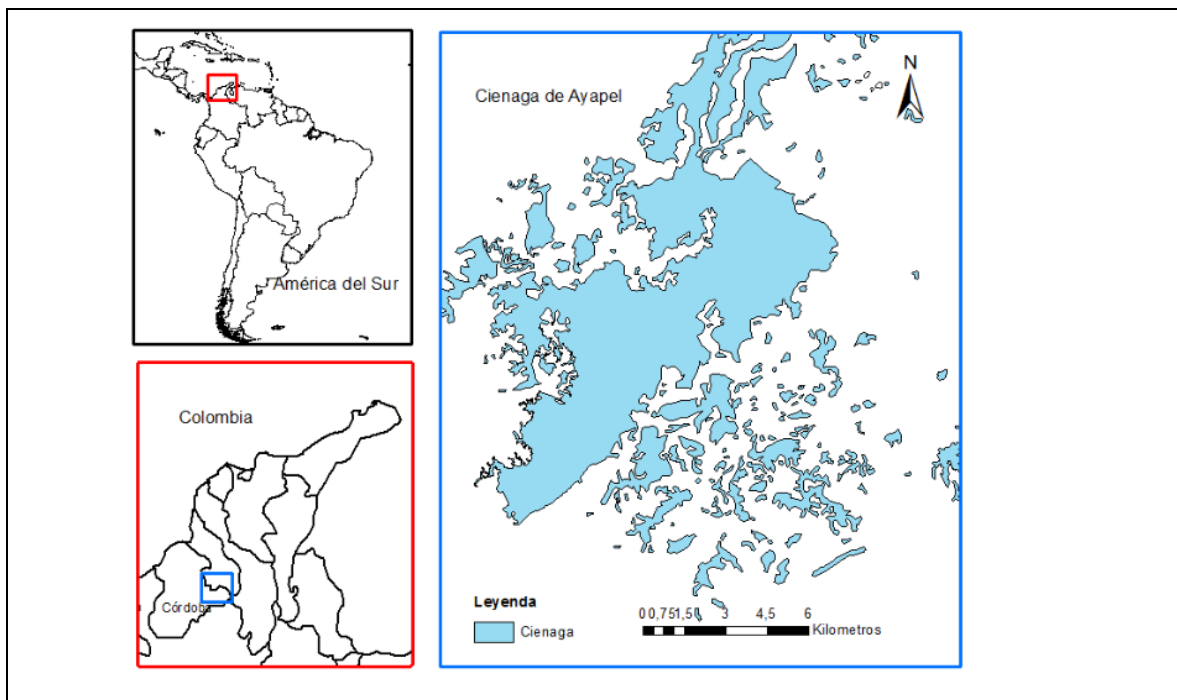 América del Sur
Colombia
Córdoba
Cienaga de Ayapel
N
Leyenda
Cienaga
0 0,75 1,5 3 4,5 6
Kilometros